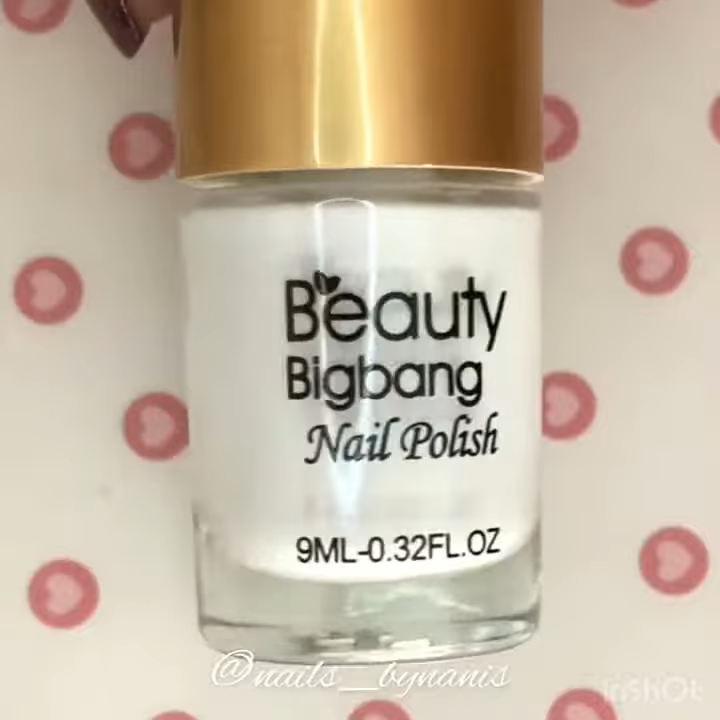 Beauty
Bigbang
Nail Polish
9ML-0.32FL.OZ
@nails__bynanis
InShOt